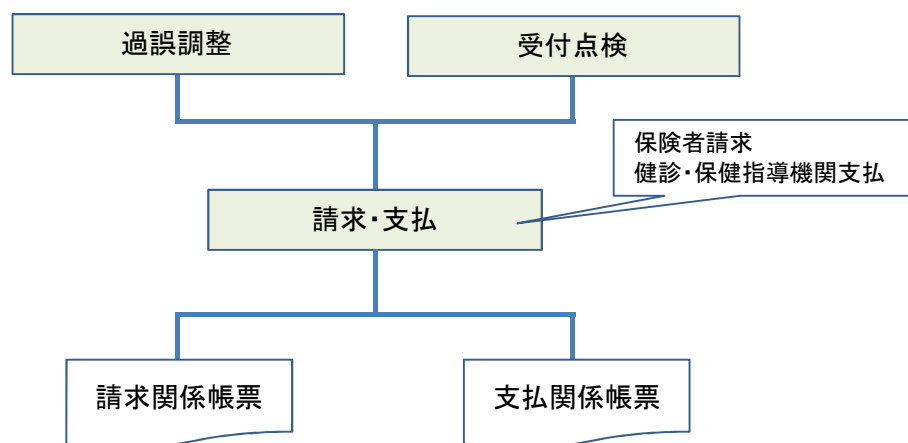 過誤調整
受付点検
保険者請求
健診・保健指導機関支払
請求・支払
請求関係帳票
支払関係帳票